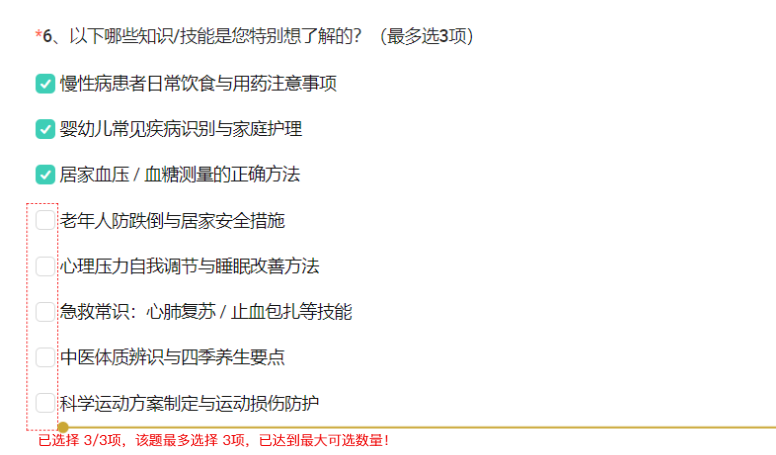 *6、以下哪些知识/技能是您特别想了解的？（最多选3项）
慢性病患者日常饮食与用药注意事项
婴幼儿常见疾病识别与家庭护理
居家血压 / 血糖测量的正确方法
老年人防跌倒与居家安全措施
心理压力自我调节与睡眠改善方法
急救常识：心肺复苏 / 止血包扎等技能
中医体质辨识与四季养生要点
科学运动方案制定与运动损伤防护
已选择 3/3项，该题最多选择 3项，已达到最大可选数量！